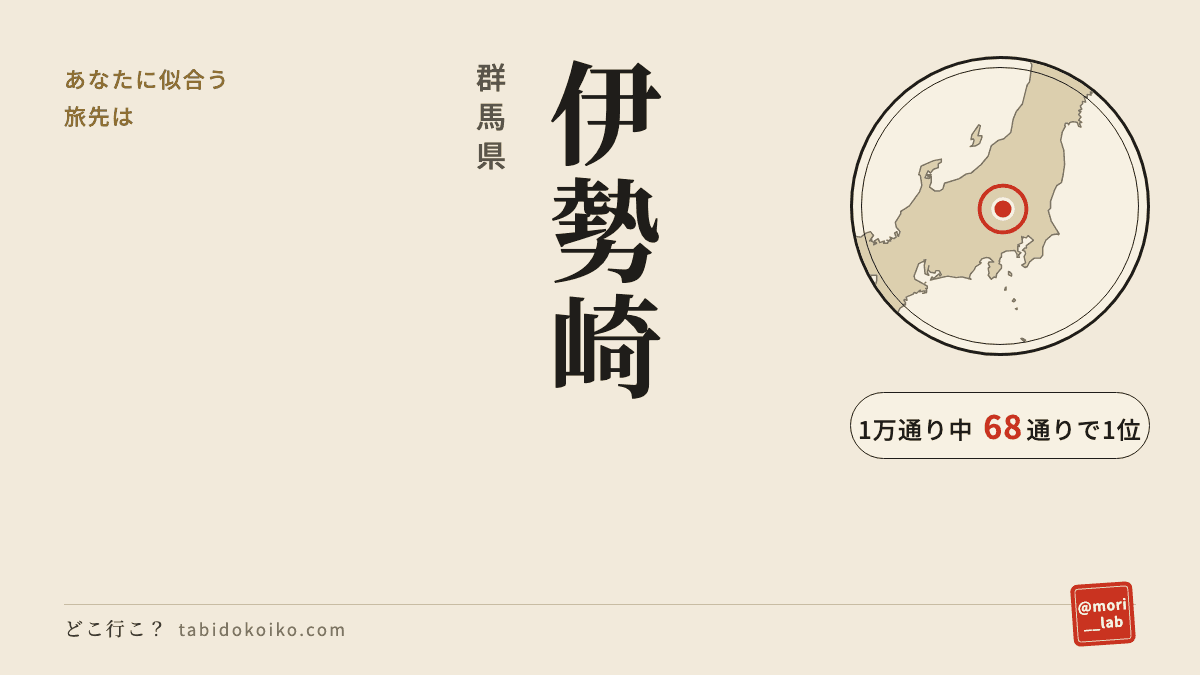 あなたに似合う
旅先は
群馬県
伊勢崎
1万通り中 68通りで1位
どこ行こ？ tabidokoiko.com
@mori
__lab